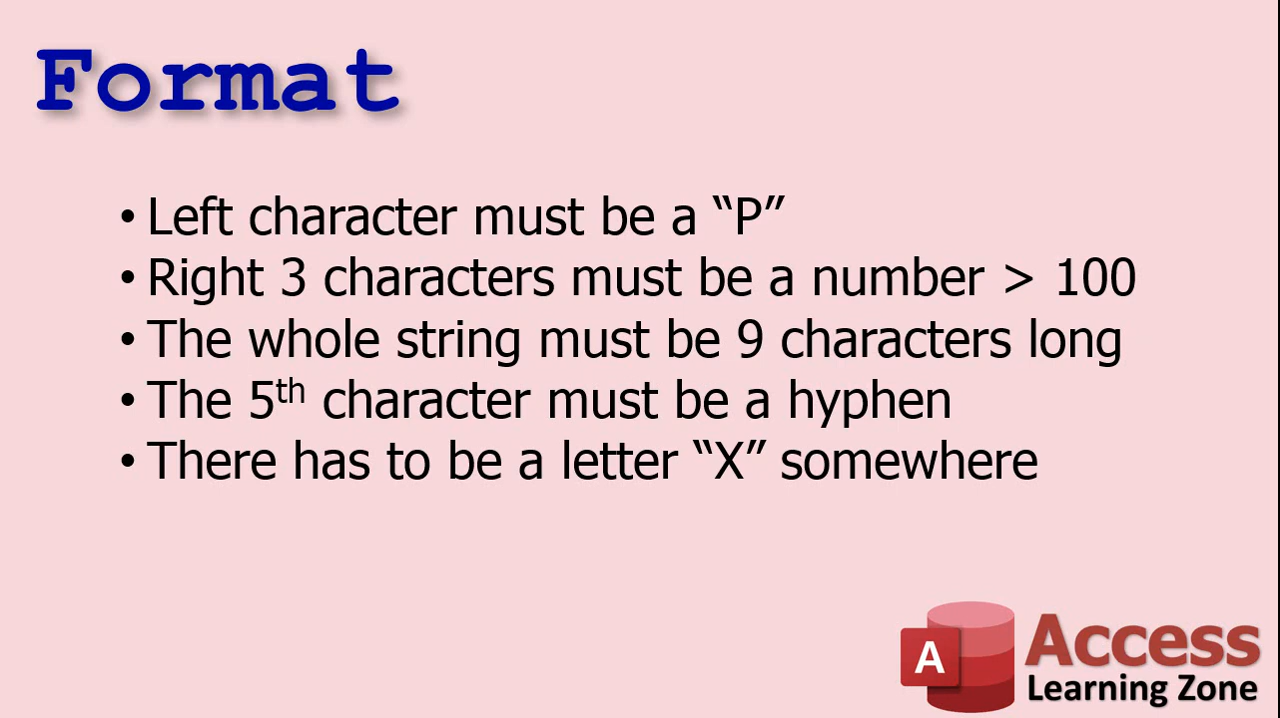 Format
• Left character must be a “P”
• Right 3 characters must be a number > 100
• The whole string must be 9 characters long
• The 5th character must be a hyphen
• There has to be a letter “X” somewhere
A
Access
Learning Zone